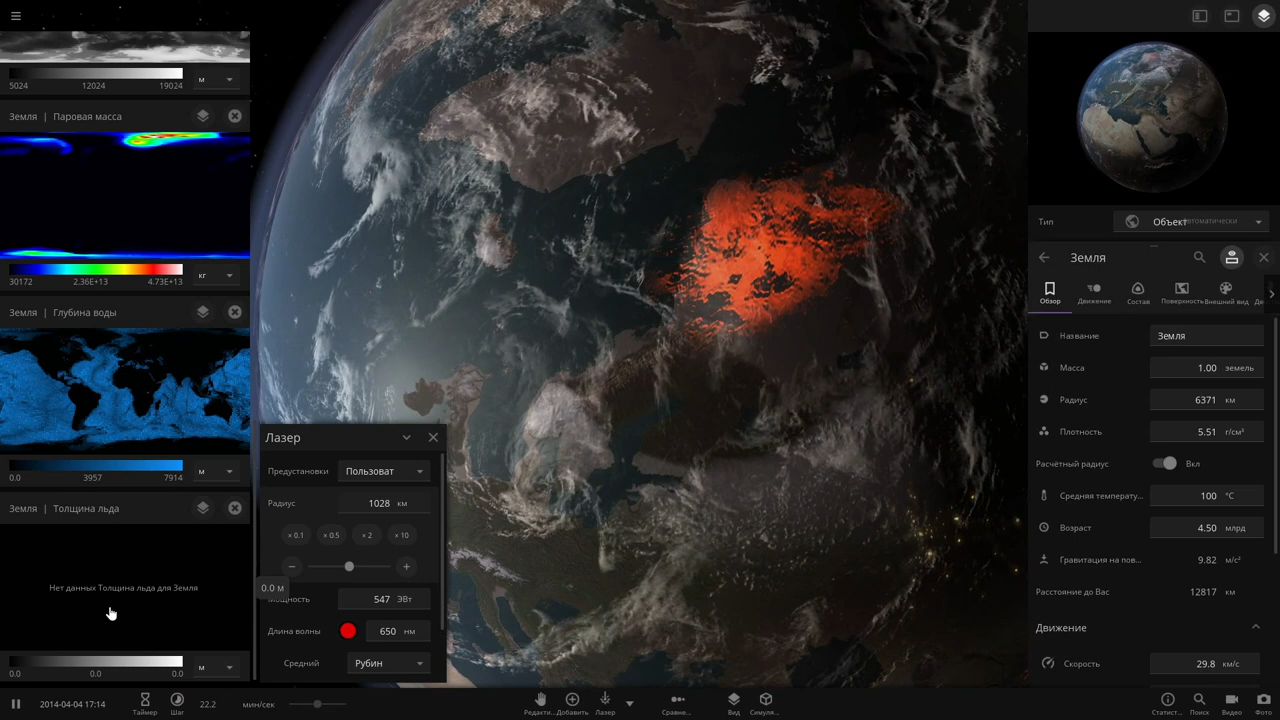 5024 12024 19024 м
Земля | Паровая масса
кг
30172 2.36E+13 4.73E+13
Земля | Глубина воды
м
0.0 3957 7914
Земля | Толщина льда
Нет данных Толщина льда для Земля
м
0.0 0.0 0.0
0.0 м
Лазер
Предустановки Пользоват
Радиус 1028 км
× 0.1 × 0.5 × 2 × 10
Мощность 547 ЭВт
Длина волны 650 нм
Средний Рубин
Тип Объект автоматически
Земля
Обзор Движение Состав Поверхность Внешний вид Де
Название Земля
Масса 1.00 земель
Радиус 6371 км
Плотность 5.51 г/см³
Расчётный радиус Вкл
Средняя температу... 100 °C
Возраст 4.50 млрд
Гравитация на пов... 9.82 м/с²
Расстояние до Вас 12817 км
Движение
Скорость 29.8 км/с
2014-04-04 17:14 Таймер Шаг 22.2 мин/сек Редакти... Добавить Лазер Сравне... Вид Симуля... Статист... Поиск Видео Фото